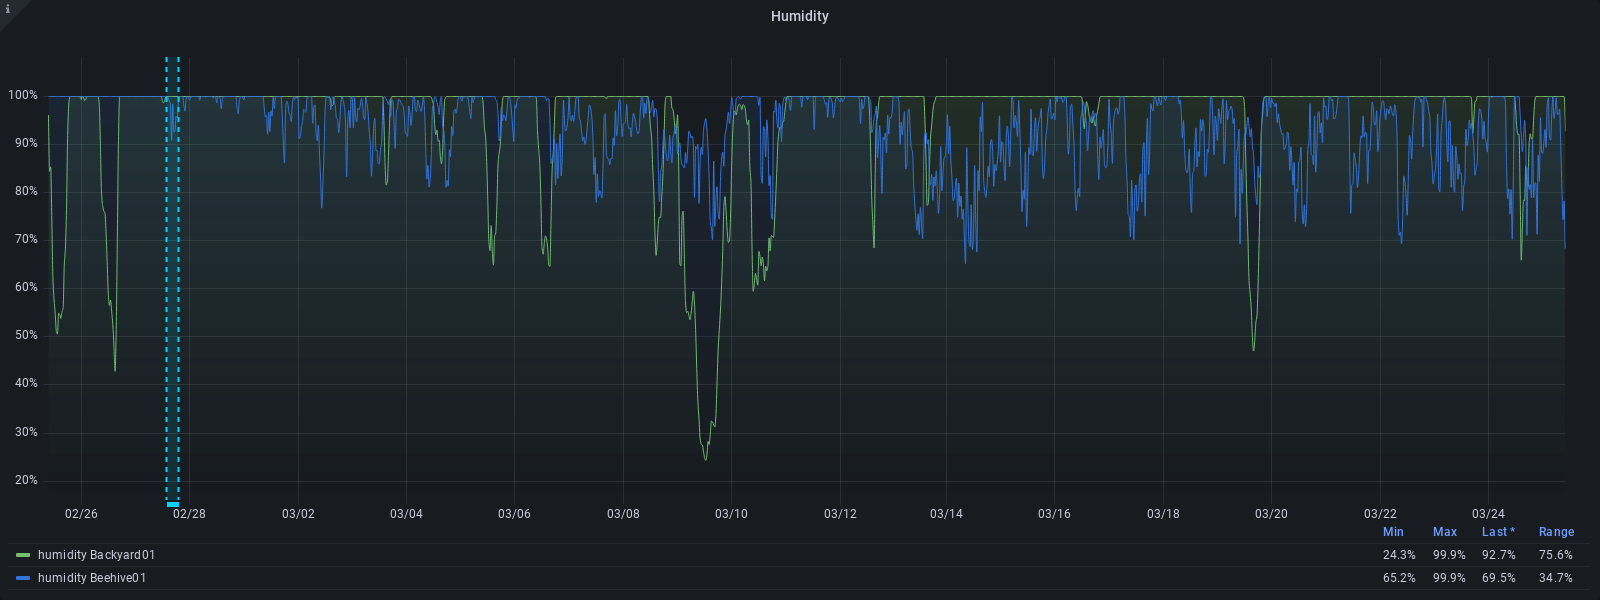 i
Humidity
100%
90%
80%
70%
60%
50%
40%
30%
20%
02/26 02/28 03/02 03/04 03/06 03/08 03/10 03/12 03/14 03/16 03/18 03/20 03/22 03/24
Min Max Last * Range
humidity Backyard01 24.3% 99.9% 92.7% 75.6%
humidity Beehive01 65.2% 99.9% 69.5% 34.7%